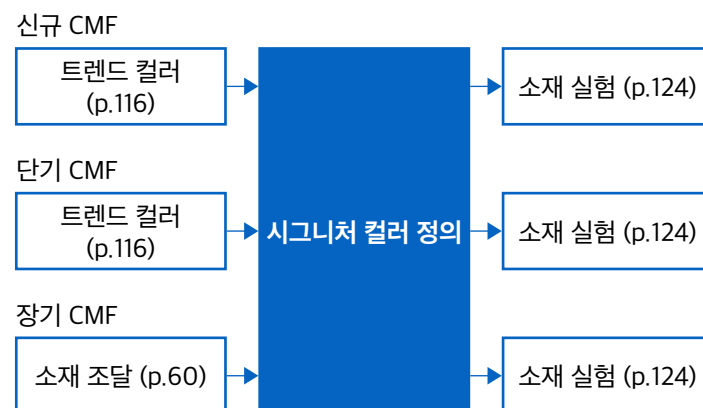 신규 CMF
트렌드 컬러
(p.116)
소재 실험 (p.124)
단기 CMF
트렌드 컬러
(p.116)
시그니처 컬러 정의
소재 실험 (p.124)
장기 CMF
소재 조달 (p.60)
소재 실험 (p.124)